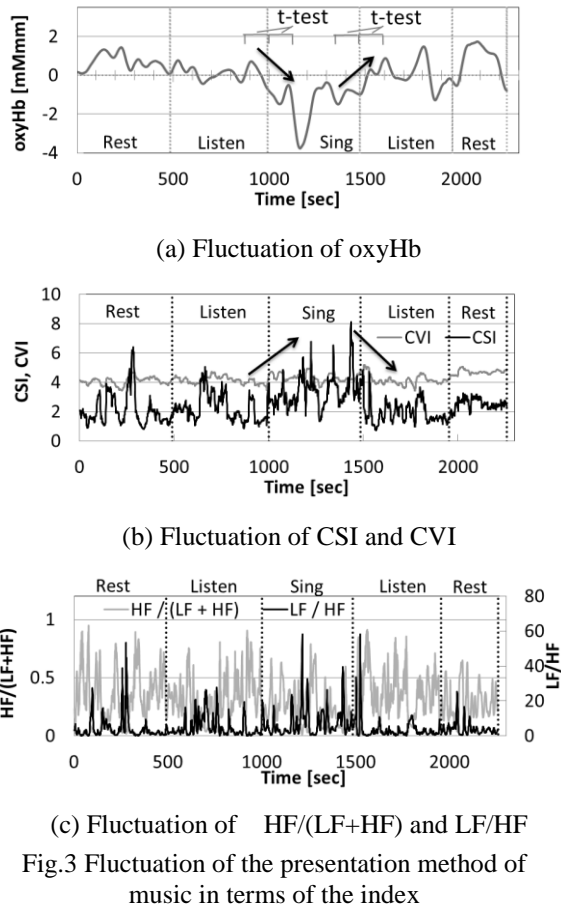 t-test t-test
oxyHb [mMmm]
2
0
-2
-4
Rest Listen Sing Listen Rest
0 500 1000 1500 2000
Time [sec]
(a) Fluctuation of oxyHb
CSI, CVI
10
8
6
4
2
0
Rest Listen Sing Listen Rest
CVI CSI
0 500 1000 1500 2000
Time [sec]
(b) Fluctuation of CSI and CVI
Rest Listen Sing Listen Rest
HF / (LF + HF) LF / HF
HF/(LF+HF)
1
0.5
0
80
60
40
20
0
LF/HF
0 500 1000 1500 2000
Time [sec]
(c) Fluctuation of HF/(LF+HF) and LF/HF
Fig.3 Fluctuation of the presentation method of
music in terms of the index